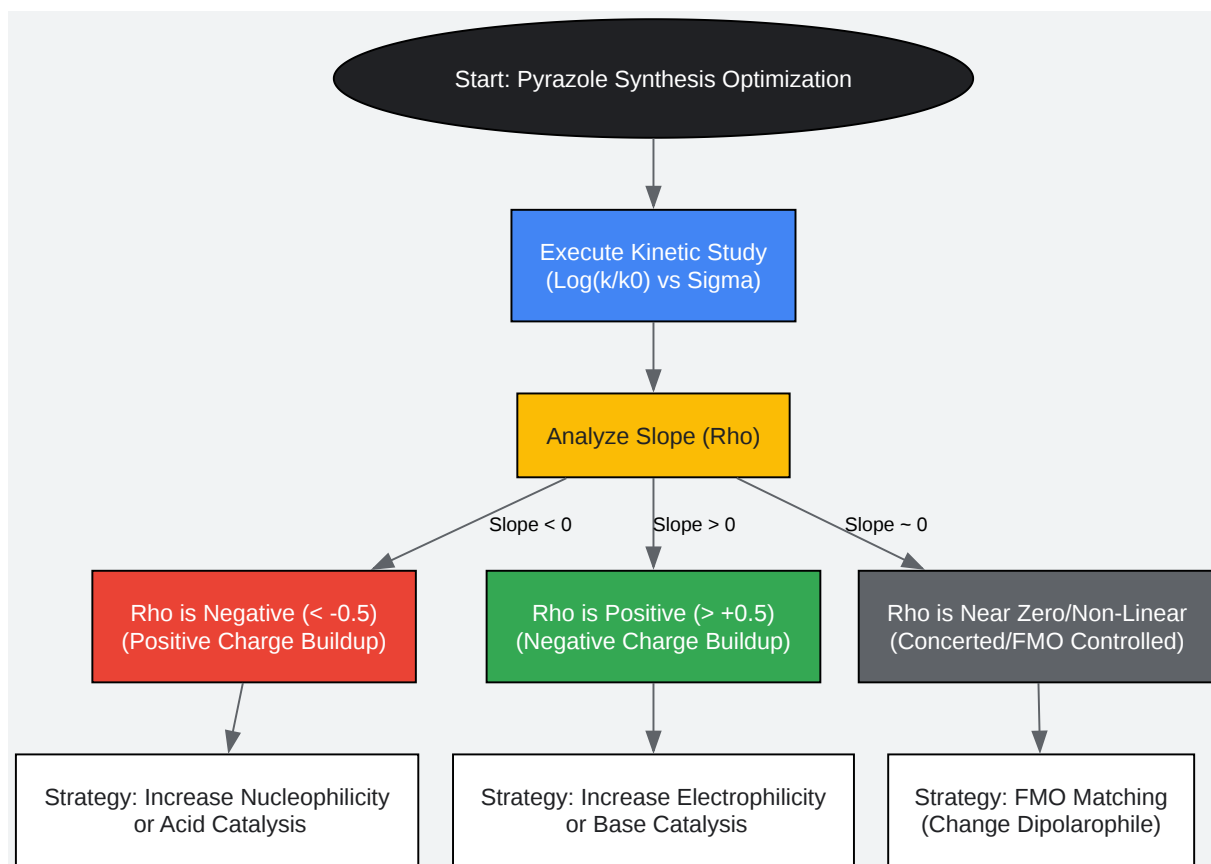 Start: Pyrazole Synthesis Optimization
Execute Kinetic Study
(Log(k/k0) vs Sigma)
Analyze Slope (Rho)
Slope < 0
Slope > 0
Slope ~ 0
Rho is Negative (< -0.5)
(Positive Charge Buildup)
Rho is Positive (> +0.5)
(Negative Charge Buildup)
Rho is Near Zero/Non-Linear
(Concerted/FMO Controlled)
Strategy: Increase Nucleophilicity
or Acid Catalysis
Strategy: Increase Electrophilicity
or Base Catalysis
Strategy: FMO Matching
(Change Dipolarophile)